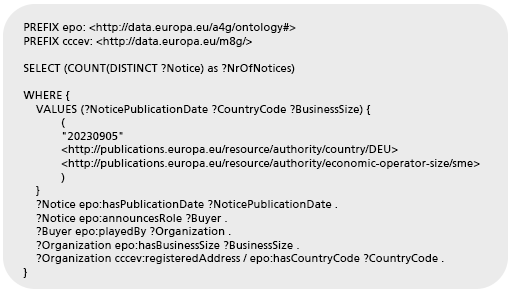 PREFIX epo: <http://data.europa.eu/a4g/ontology#>
PREFIX cccev: <http://data.europa.eu/m8g/>
SELECT (COUNT(DISTINCT ?Notice) as ?NrOfNotices)
WHERE {
VALUES (?NoticePublicationDate ?CountryCode ?BusinessSize) {
(
"20230905"
<http://publications.europa.eu/resource/authority/country/DEU>
<http://publications.europa.eu/resource/authority/economic-operator-size/sme>
)
}
?Notice epo:hasPublicationDate ?NoticePublicationDate .
?Notice epo:announcesRole ?Buyer .
?Buyer epo:playedBy ?Organization .
?Organization epo:hasBusinessSize ?BusinessSize .
?Organization cccev:registeredAddress / epo:hasCountryCode ?CountryCode .
}